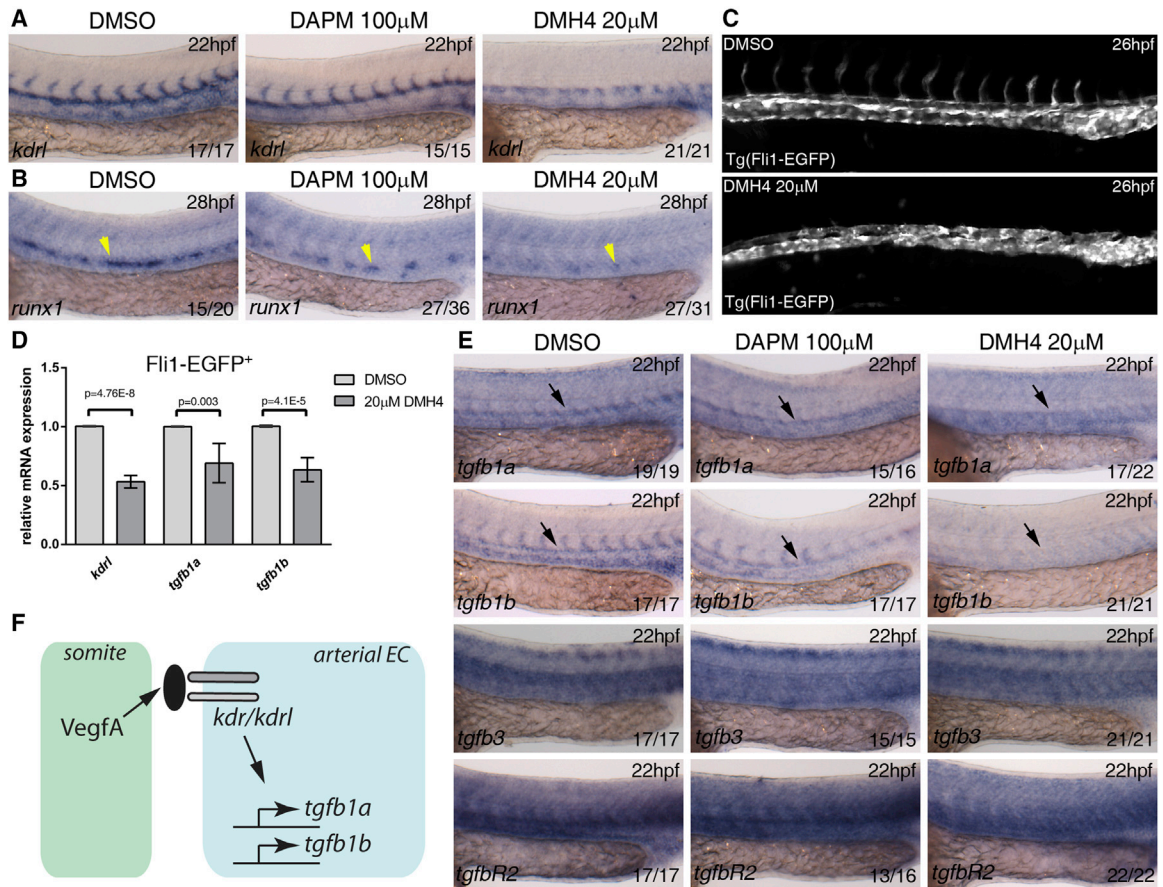 A
DMSO
DAPM 100μM
DMH4 20μM
22hpf
kdrl
17/17
22hpf
kdrl
15/15
22hpf
kdrl
21/21
B
DMSO
DAPM 100μM
DMH4 20μM
28hpf
runx1
15/20
28hpf
runx1
27/36
28hpf
runx1
27/31
C
DMSO
26hpf
Tg(Fli1-EGFP)
DMH4 20μM
26hpf
Tg(Fli1-EGFP)
D
Fli1-EGFP+
relative mRNA expression
1.5
1.0
0.5
0.0
p=4.76E-8
p=0.003
p=4.1E-5
kdrl
tgfb1a
tgfb1b
DMSO
20μM DMH4
E
DMSO
DAPM 100μM
DMH4 20μM
22hpf
tgfb1a
19/19
22hpf
tgfb1a
15/16
22hpf
tgfb1a
17/22
22hpf
tgfb1b
17/17
22hpf
tgfb1b
17/17
22hpf
tgfb1b
21/21
22hpf
tgfb3
17/17
22hpf
tgfb3
15/15
22hpf
tgfb3
21/21
22hpf
tgfbR2
17/17
22hpf
tgfbR2
13/16
22hpf
tgfbR2
22/22
F
somite
arterial EC
VegfA
kdr/kdrl
tgfb1a
tgfb1b